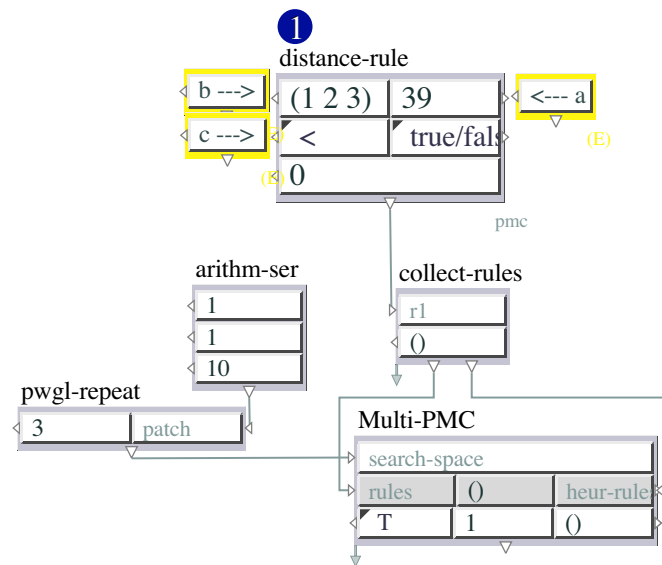 1
distance-rule
b --->
(1 2 3)
39
<--- a
c --->
<
true/fals
(E)
0
pmc
arithm-ser
1
1
10
collect-rules
r1
()
pwgl-repeat
3
patch
Multi-PMC
search-space
rules
()
heur-rule
T
1
()